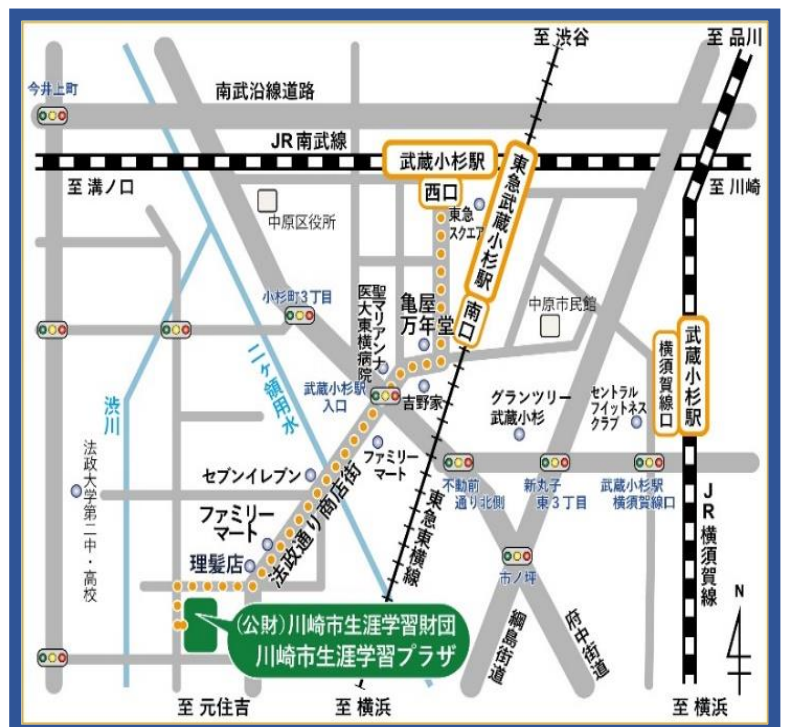 至 渋谷
至 品川
今井上町
南武沿線道路
JR南武線
武蔵小杉駅
至 溝ノ口
西口
東急武蔵小杉駅
至 川崎
中原区役所
東急
スクエア
小杉町3丁目
聖マリアンナ
医大東横病院
亀屋
万年堂
南口
中原市民館
武蔵小杉駅
横須賀線口
二ヶ領用水
渋川
武蔵小杉駅
入口
吉野家
グランツリー
武蔵小杉
セントラル
フィットネス
クラブ
ファミリー
マート
法政大学第二中・高校
セブンイレブン
不動前
通り北側
新丸子
東3丁目
武蔵小杉駅
横須賀線口
法政通り商店街
東急東横線
JR横須賀線
ファミリー
マート
理髪店
市ノ坪
N
(公財)川崎市生涯学習財団
川崎市生涯学習プラザ
綱島街道
府中街道
至 元住吉
至 横浜
至 横浜